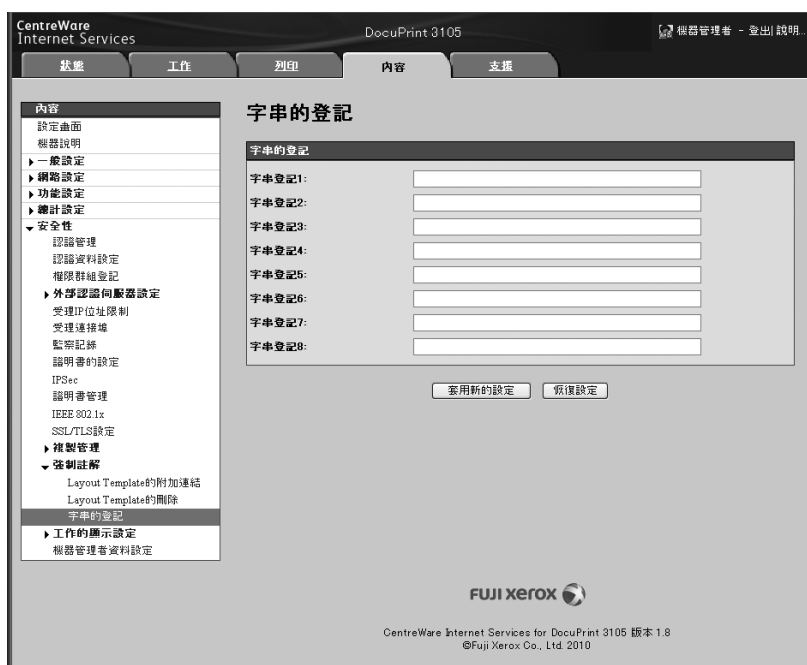 CentreWare
Internet Services
DocuPrint 3105
機器管理者 - 登出| 說明...
狀態
工作
列印
內容
支援
內容
設定畫面
機器說明
一般設定
網路設定
功能設定
總計設定
安全性
認證管理
認證資料設定
權限群組登記
外部認證伺服器設定
受理IP位址限制
受理連接埠
監察記錄
證明書的設定
IPSec
證明書管理
IEEE 802.1x
SSL/TLS設定
複製管理
強制註解
Layout Template的附加連結
Layout Template的刪除
字串的登記
工作的顯示設定
機器管理者資料設定
字串的登記
字串的登記
字串登記1:
字串登記2:
字串登記3:
字串登記4:
字串登記5:
字串登記6:
字串登記7:
字串登記8:
套用新的設定
恢復設定
FUJI XEROX
CentreWare Internet Services for DocuPrint 3105 版本 1.8
©Fuji Xerox Co., Ltd. 2010